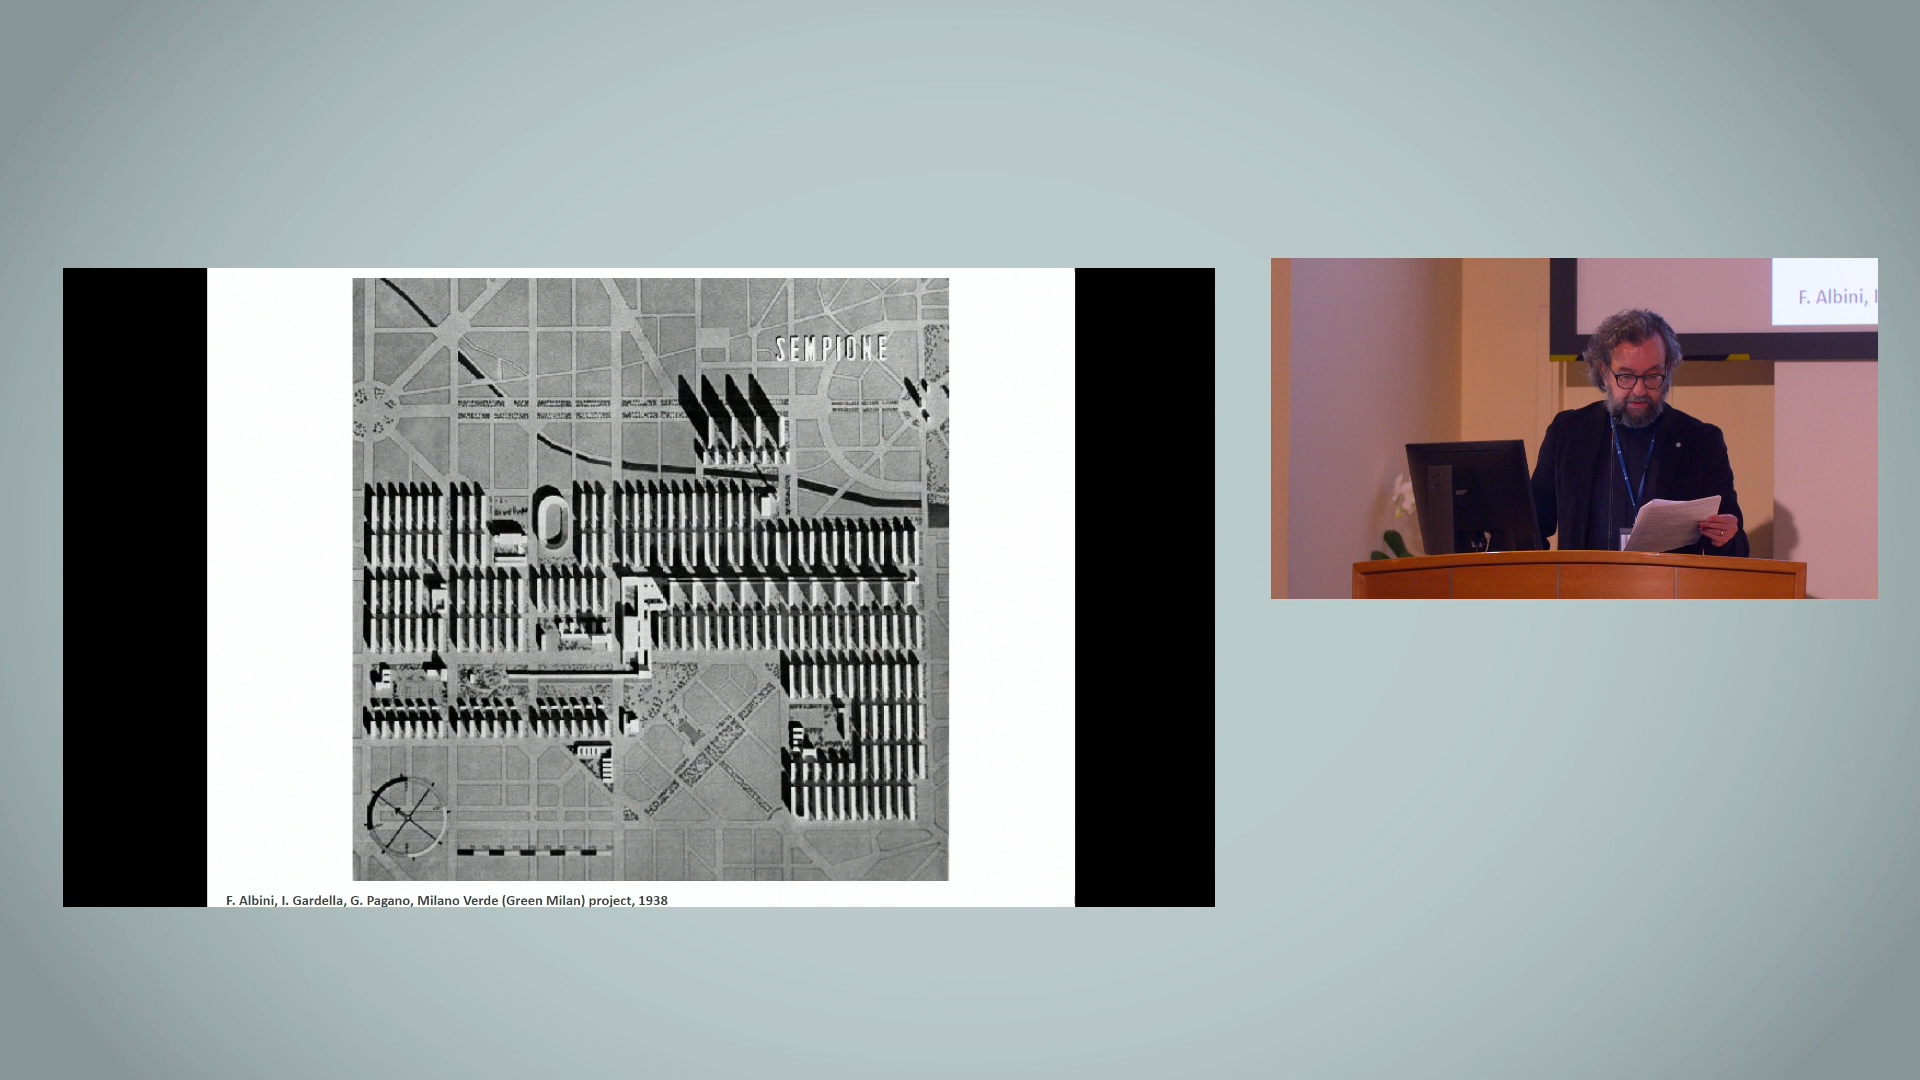 SEMPIONE
F. Albini, I. Gardella, G. Pagano, Milano Verde (Green Milan) project, 1938
F. Albini, I